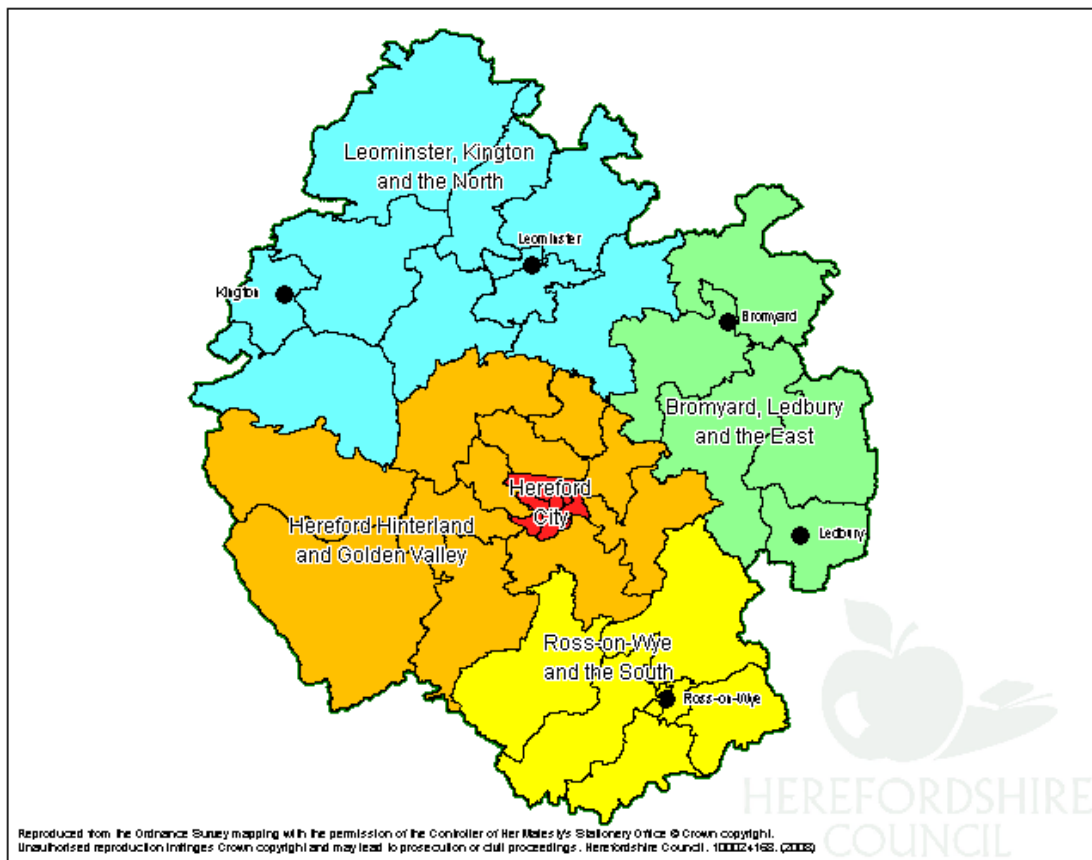 Leominster, Kington
and the North
Leominster
Kington
Bromyard
Bromyard, Ledbury
and the East
Hereford
City
Hereford Hinterland
and Golden Valley
Ledbury
Ross-on-Wye
and the South
Ross-on-Wye
HEREFORDSHIRE
COUNCIL
Reproduced from the Ordnance Survey mapping with the permission of the Controller of Her Majesty's Stationery Office © Crown copyright.
Unauthorised reproduction infringes Crown copyright and may lead to prosecution or civil proceedings. Herefordshire Council. 100024168. (2008)